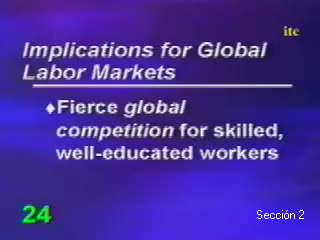 itc
Implications for Global
Labor Markets
♦Fierce global
competition for skilled,
well-educated workers
24
Sección 2